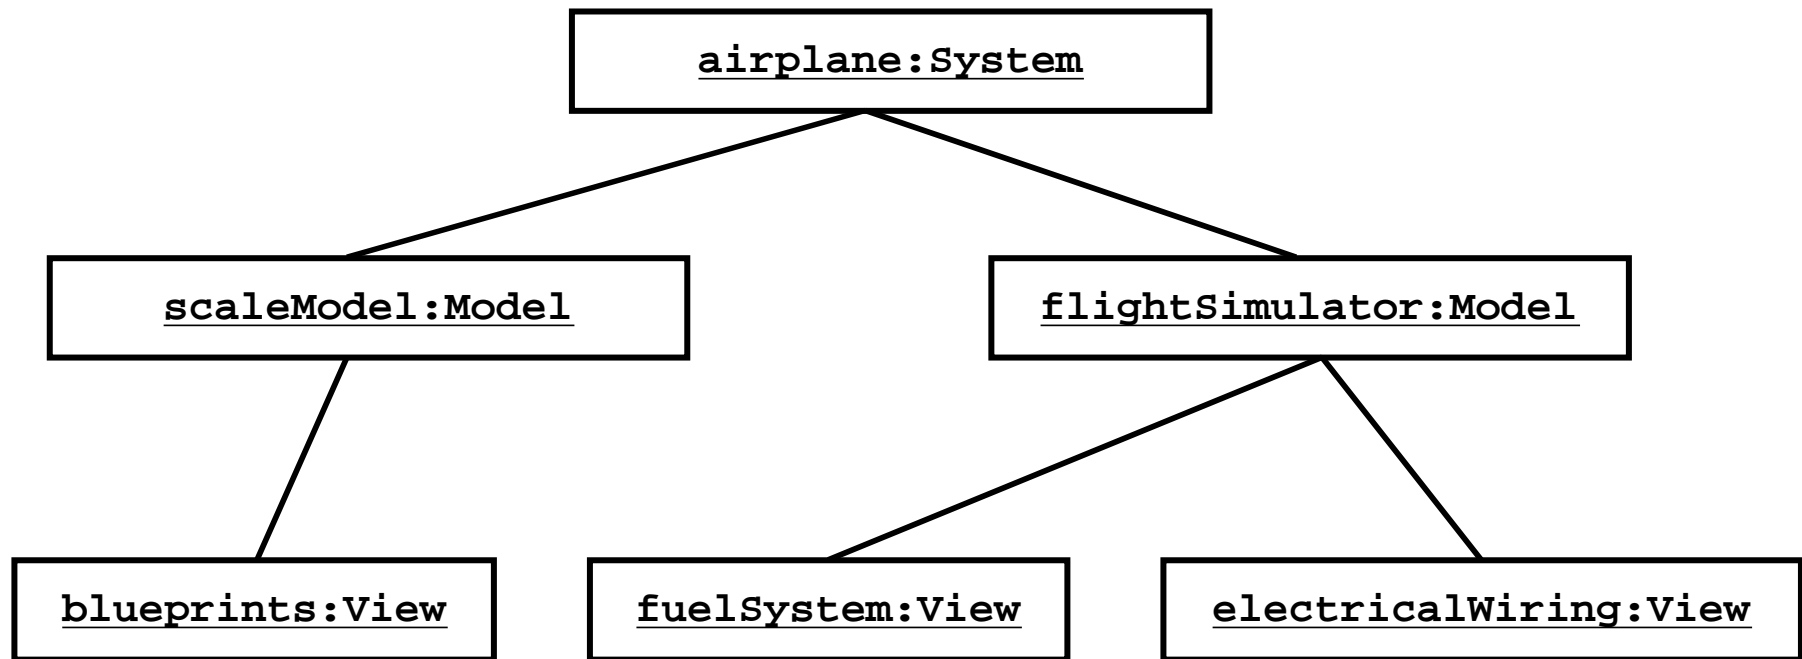 airplane:System
scaleModel:Model
flightSimulator:Model
blueprints:View
fuelSystem:View
electricalWiring:View